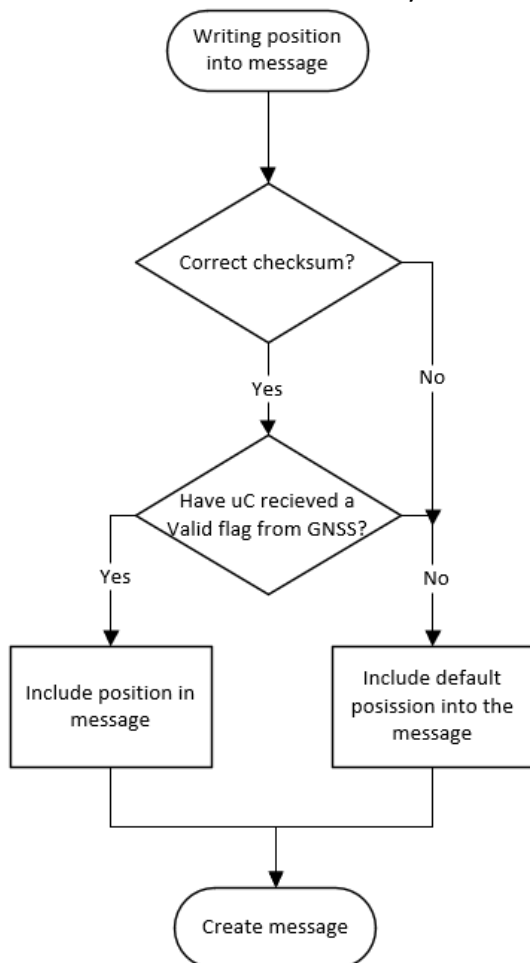 Writing position
into message
Correct checksum?
Yes
No
Have uC recieved a
Valid flag from GNSS?
Yes
No
Include position in
message
Include default
posission into the
message
Create message